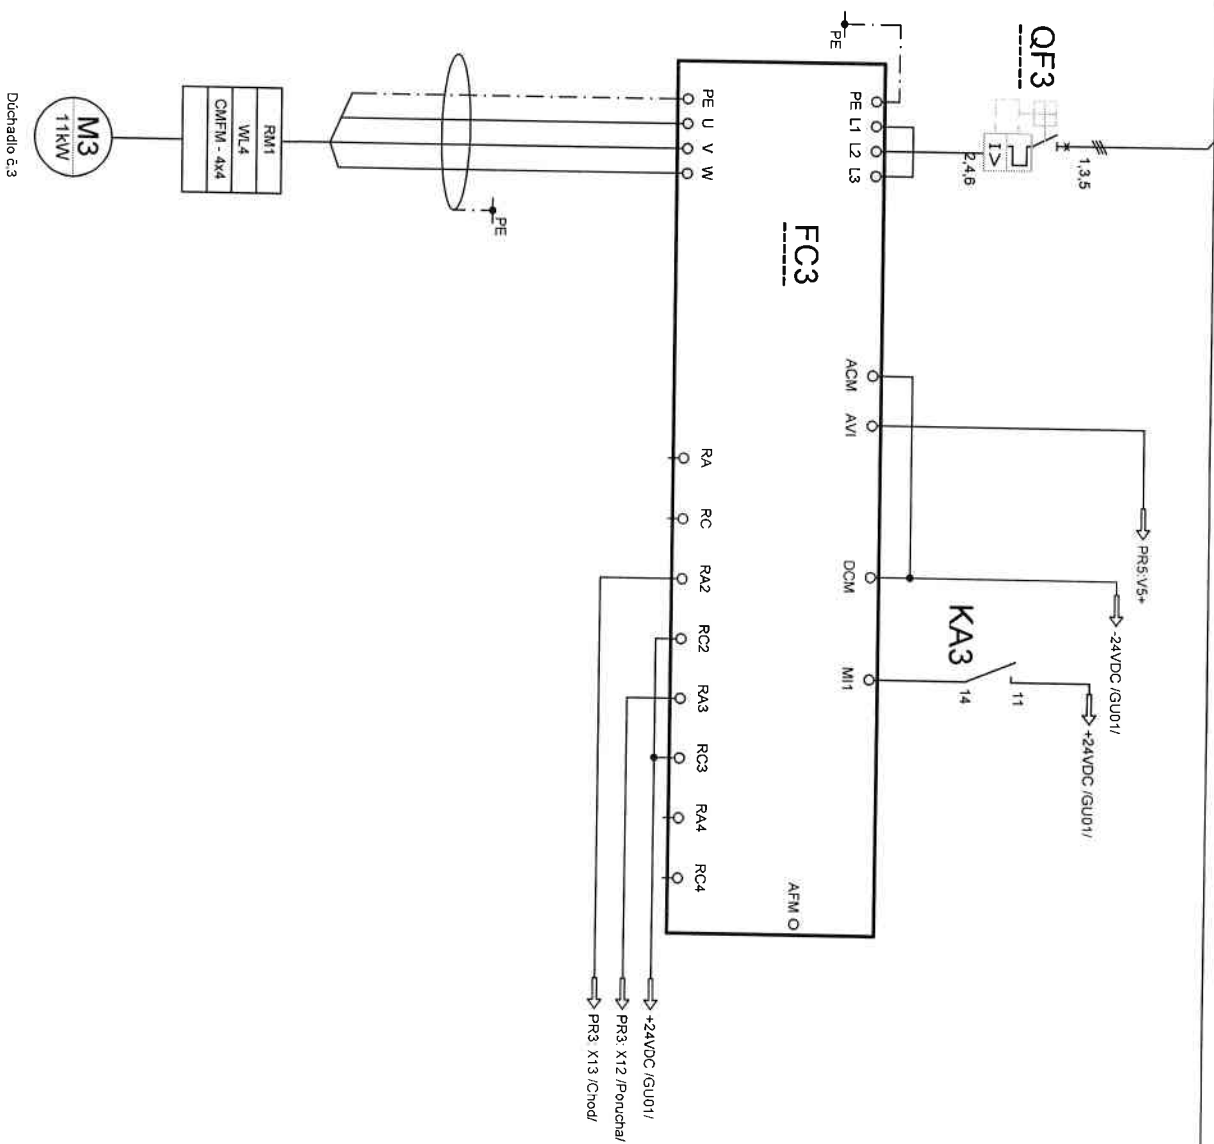 QF3
1,3,5
I>
2,4,6
PE
PE
L1
L2
L3
FC3
ACM
AVI
DCM
MI1
AFM
PR5:V5+
-24VDC /GU01/
+24VDC /GU01/
KA3
11
14
PE
U
V
W
RA
RC
RA2
RC2
RA3
RC3
RA4
RC4
PE
+24VDC /GU01/
PR3: X12 /Porucha/
PR3: X13 /Chod/
RM1
WL4
CMFM - 4x4
M3
11kW
Dúchadlo č.3